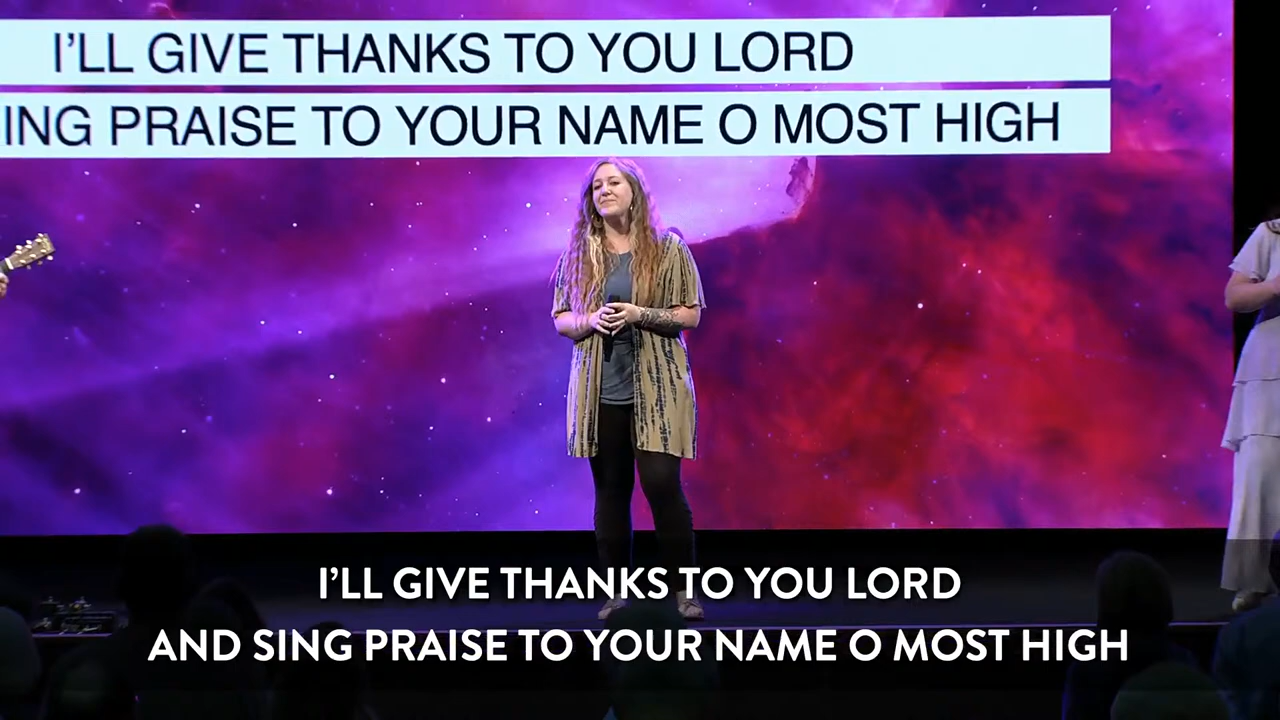 I'LL GIVE THANKS TO YOU LORD
ING PRAISE TO YOUR NAME O MOST HIGH
I'LL GIVE THANKS TO YOU LORD
AND SING PRAISE TO YOUR NAME O MOST HIGH